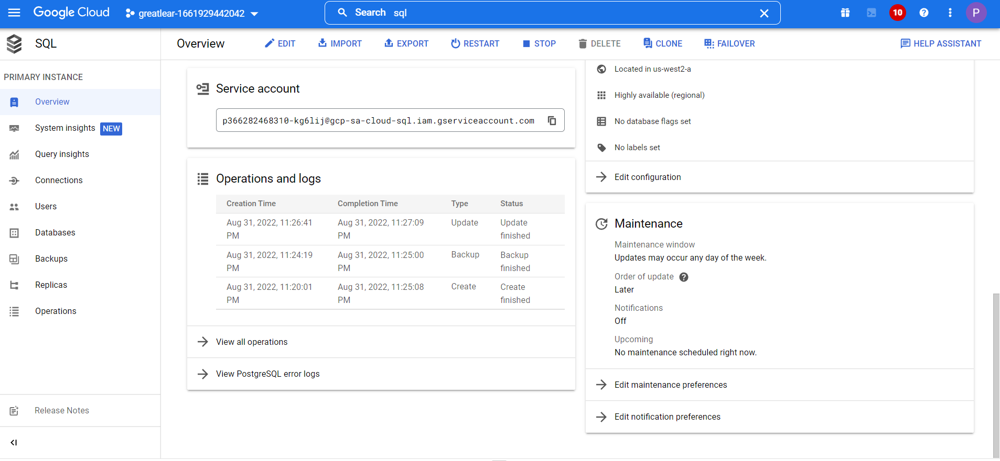 Google Cloud
greatlear-1661929442042
Search sql
10
P
SQL
Overview
EDIT
IMPORT
EXPORT
RESTART
STOP
DELETE
CLONE
FAILOVER
HELP ASSISTANT
PRIMARY INSTANCE
Overview
System insights NEW
Query insights
Connections
Users
Databases
Backups
Replicas
Operations
Release Notes
Service account
p366282468310-kg6lij@gcp-sa-cloud-sql.iam.gserviceaccount.com
Operations and logs
Creation Time Completion Time Type Status
Aug 31, 2022, 11:26:41 Aug 31, 2022, 11:27:09 Update Update
PM PM finished
Aug 31, 2022, 11:24:19 Aug 31, 2022, 11:25:00 Backup Backup
PM PM finished
Aug 31, 2022, 11:20:01 Aug 31, 2022, 11:25:08 Create Create
PM PM finished
View all operations
View PostgreSQL error logs
Located in us-west2-a
Highly available (regional)
No database flags set
No labels set
Edit configuration
Maintenance
Maintenance window
Updates may occur any day of the week.
Order of update ?
Later
Notifications
Off
Upcoming
No maintenance scheduled right now.
Edit maintenance preferences
Edit notification preferences